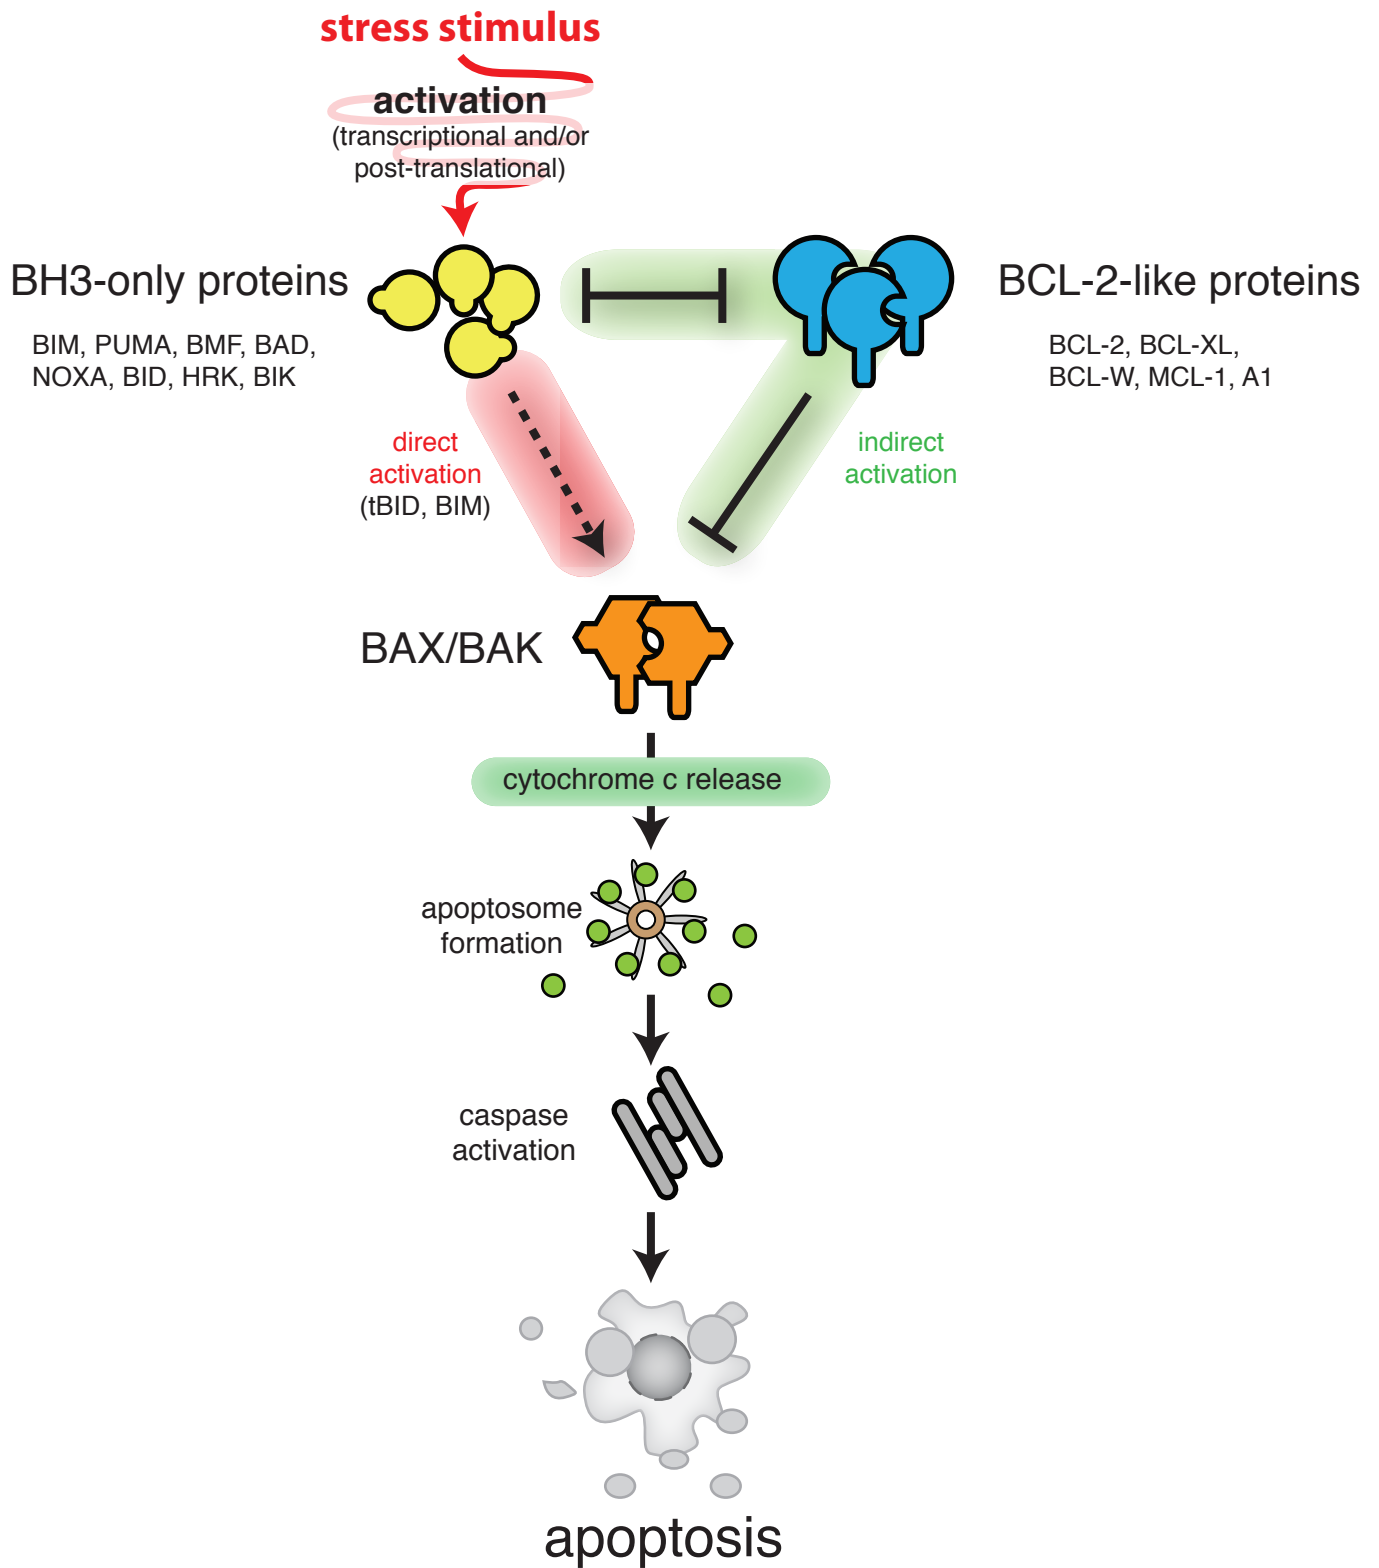 stress stimulus
activation
(transcriptional and/or
post-translational)
BH3-only proteins
BIM, PUMA, BMF, BAD,
NOXA, BID, HRK, BIK
BCL-2-like proteins
BCL-2, BCL-XL,
BCL-W, MCL-1, A1
direct
activation
(tBID, BIM)
indirect
activation
BAX/BAK
cytochrome c release
apoptosome
formation
caspase
activation
apoptosis